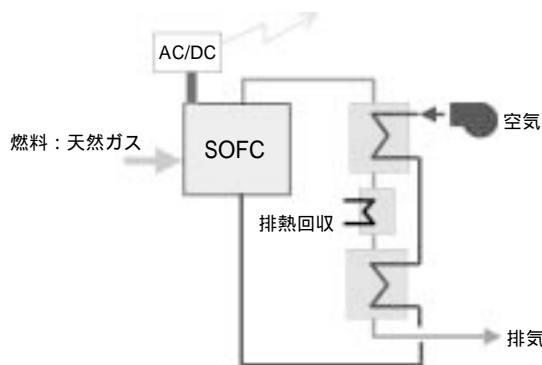 AC/DC
燃料：天然ガス
SOFC
空気
排熱回収
排気